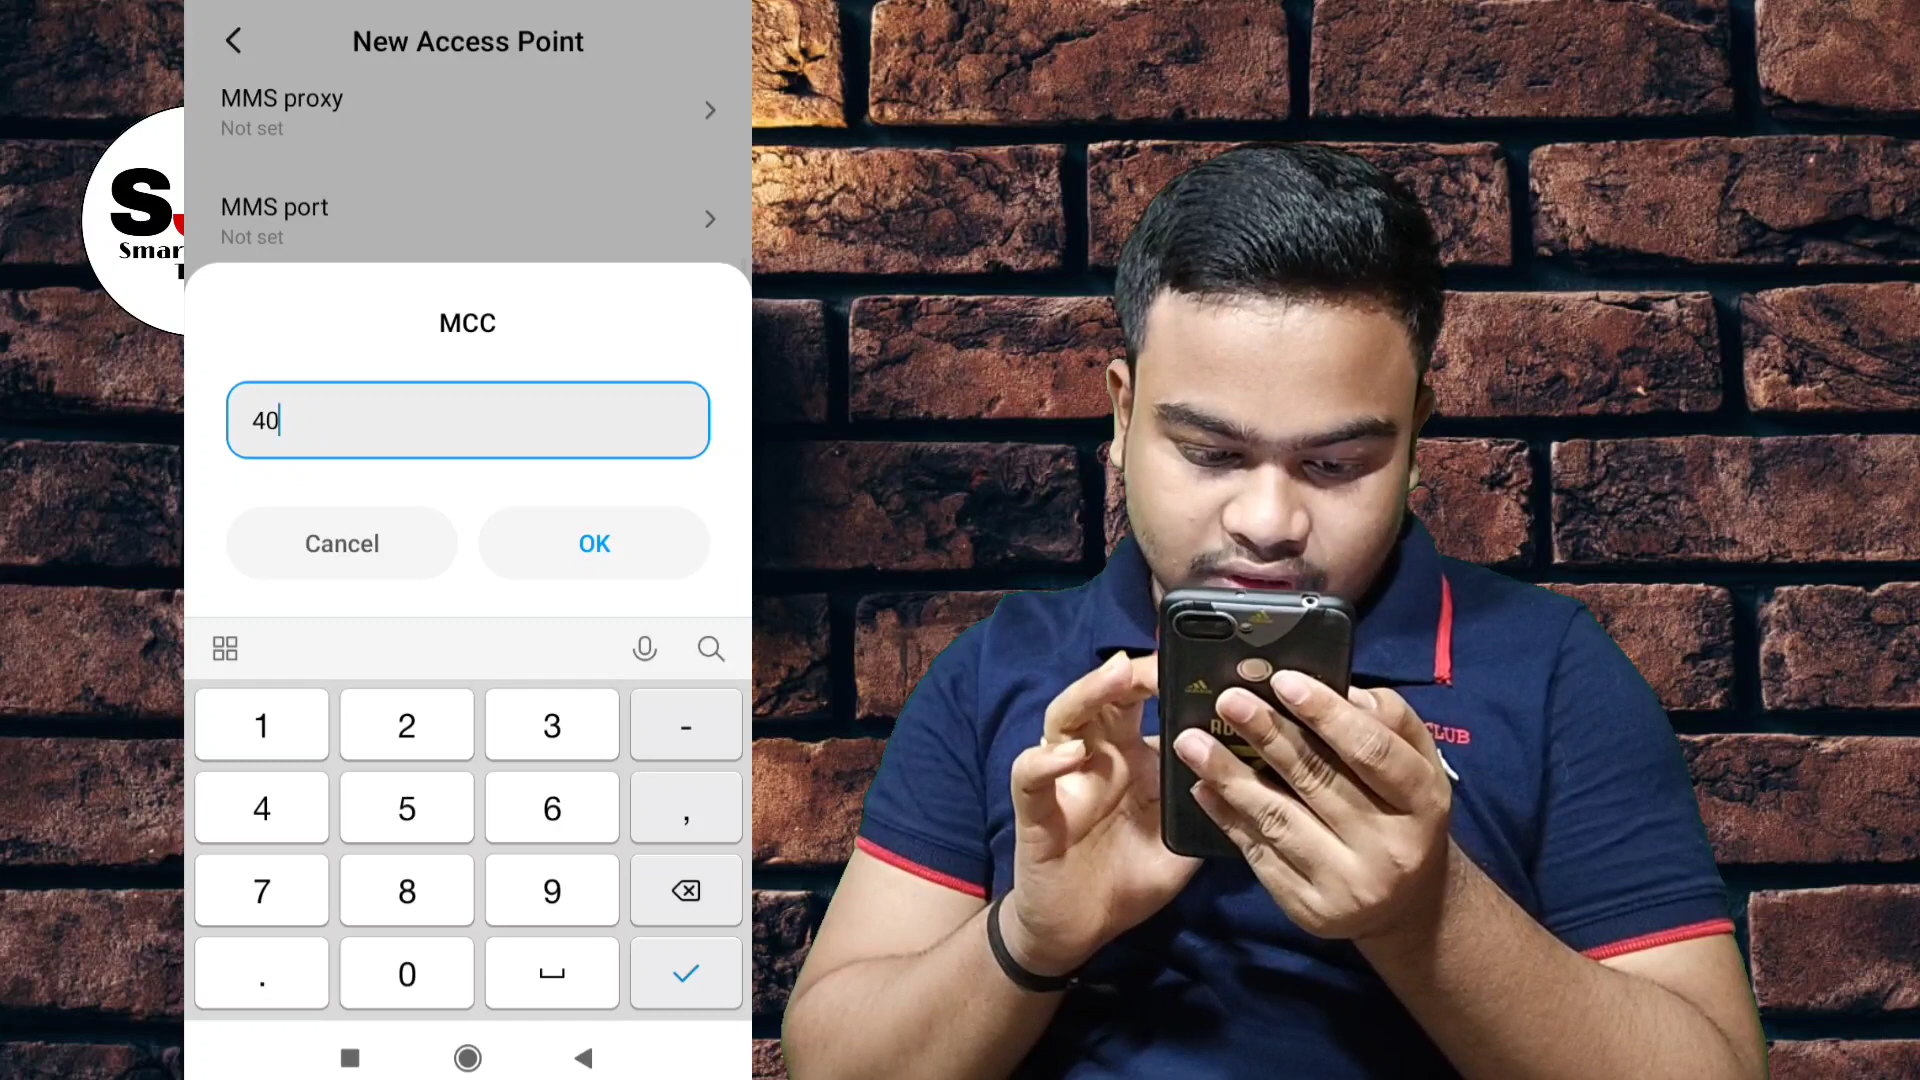 New Access Point
MMS proxy
Not set
MMS port
Not set
MCC
40
Cancel
OK
1 2 3 -
4 5 6 ,
7 8 9
. 0
S
Smar
T
CLUB